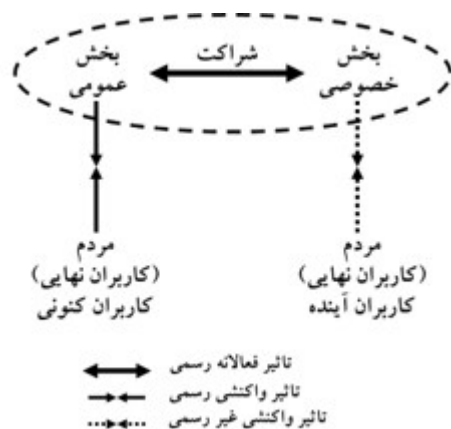 شراکت
بخش
عمومی
بخش
خصوصی
مردم
(کاربران نهایی)
کاربران کنونی
مردم
(کاربران نهایی)
کاربران آینده
تاثیر فعالانه رسمی
تاثیر واکنشی رسمی
تاثیر واکنشی غیر رسمی